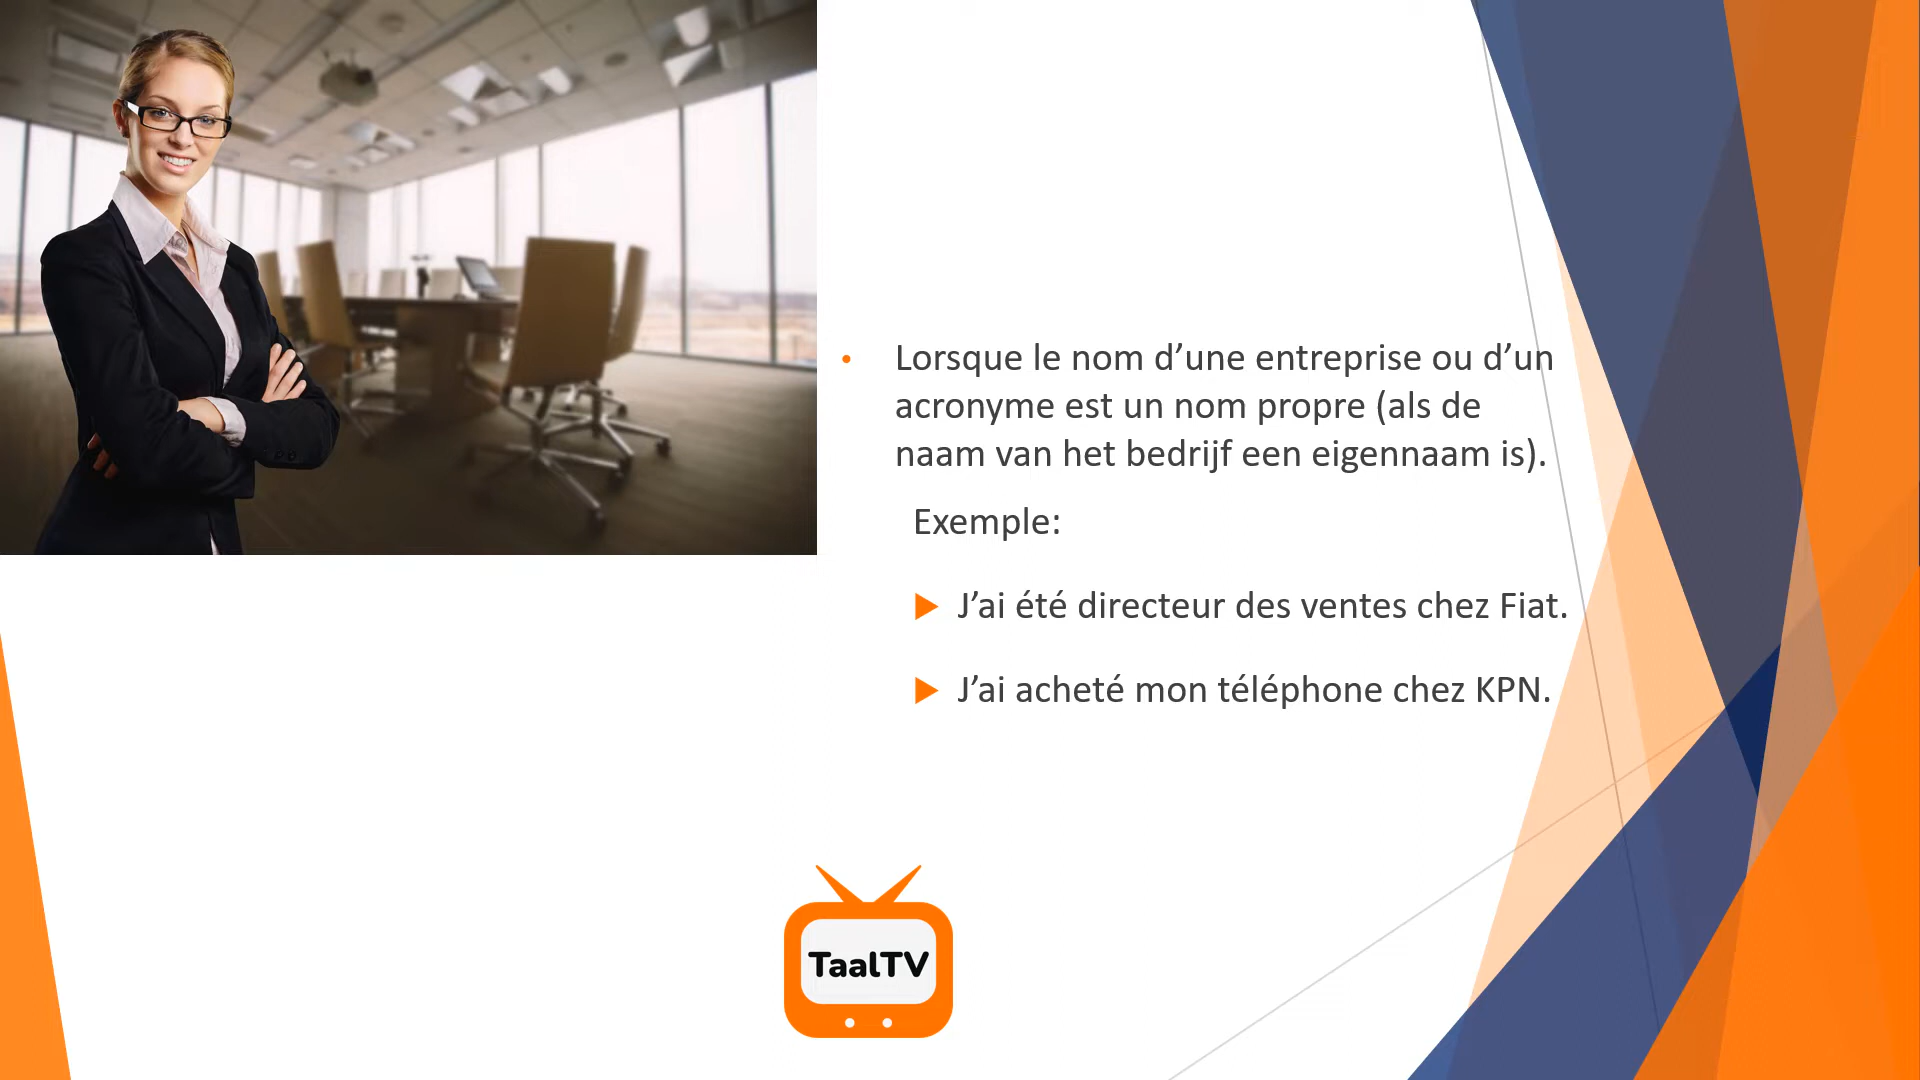 Lorsque le nom d’une entreprise ou d’un
acronyme est un nom propre (als de
naam van het bedrijf een eigennaam is).
Exemple:
J’ai été directeur des ventes chez Fiat.
J’ai acheté mon téléphone chez KPN.
TaalTV